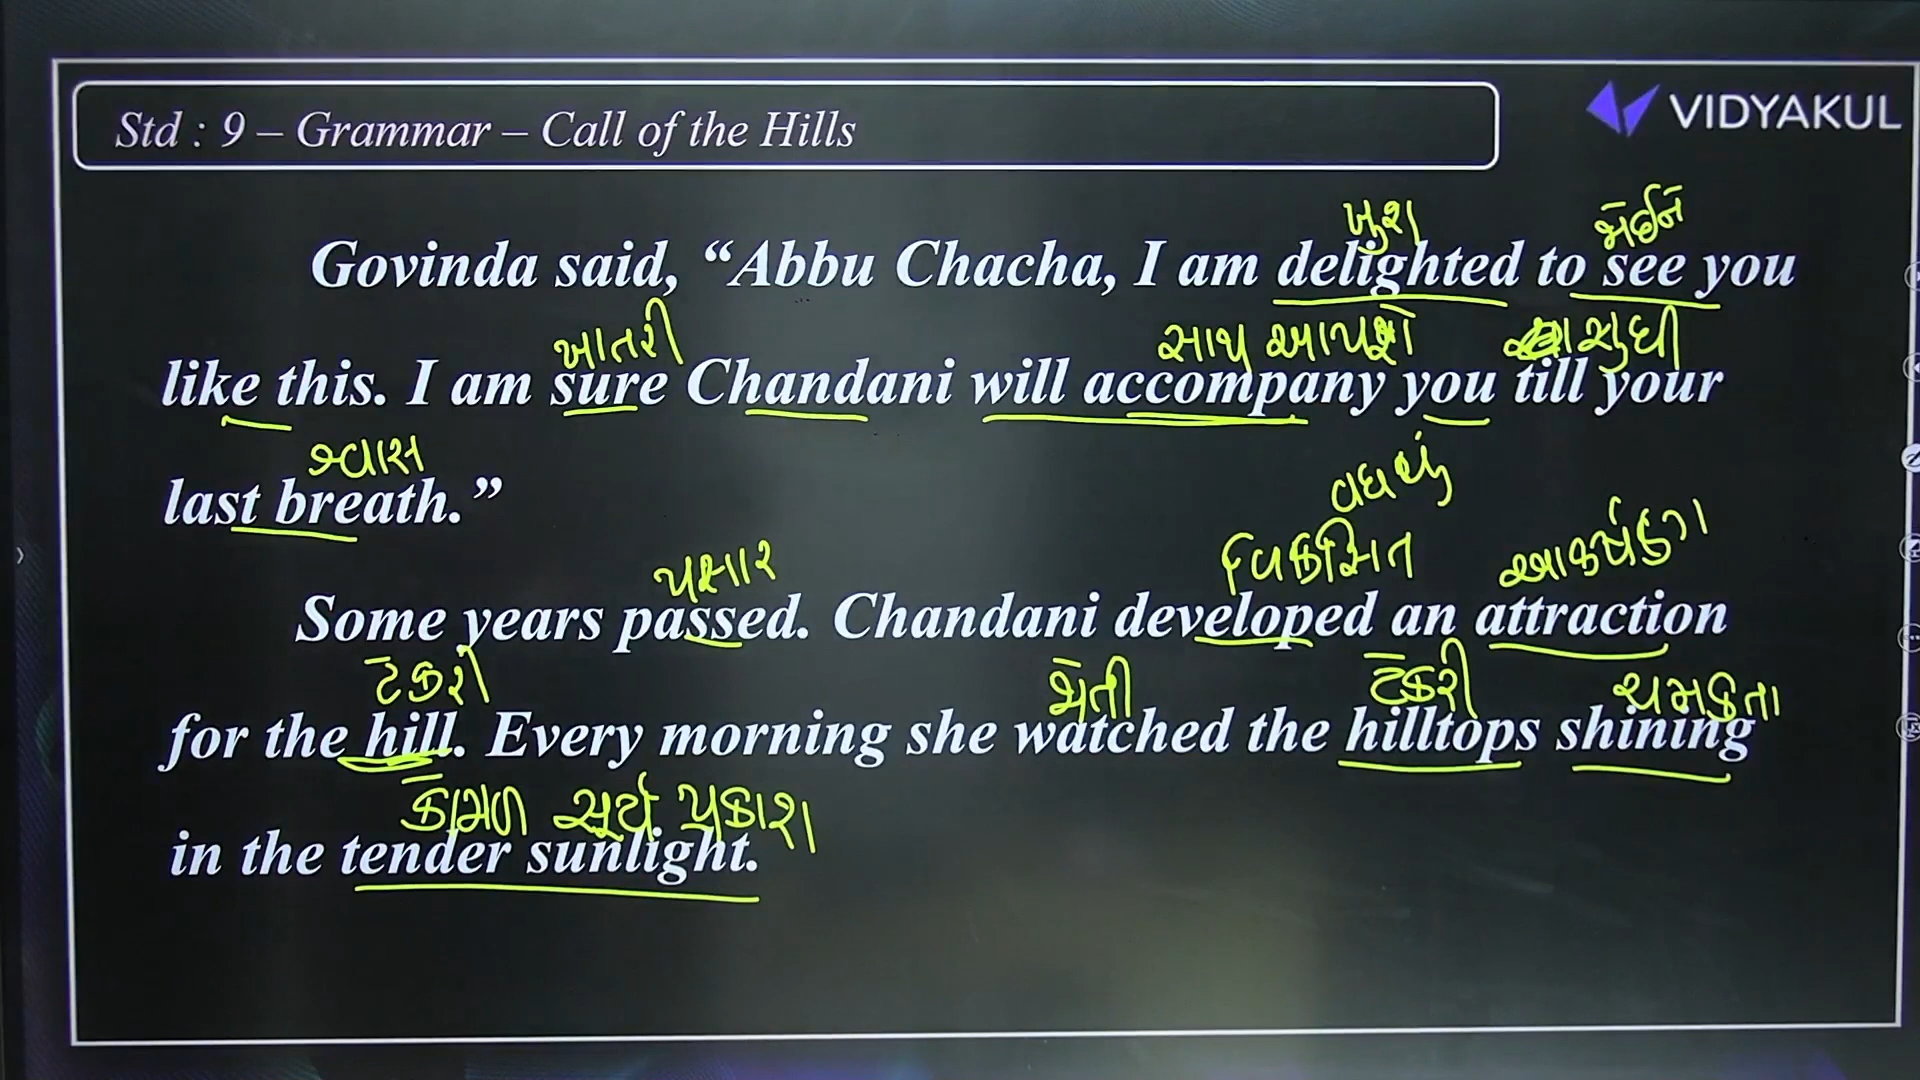 Std : 9 – Grammar – Call of the Hills
VIDYAKUL
ખુશ જોઈને
Govinda said, “Abbu Chacha, I am delighted to see you
ખાતરી સાથ આપશે સુધી
like this. I am sure Chandani will accompany you till your
શ્વાસ
last breath.”
વધ્યું
પસાર વિકસિત આકર્ષણ
Some years passed. Chandani developed an attraction
ટેકરી જોતી ટેકરી ચમકતા
for the hill. Every morning she watched the hilltops shining
કોમળ સૂર્ય પ્રકાશ
in the tender sunlight.